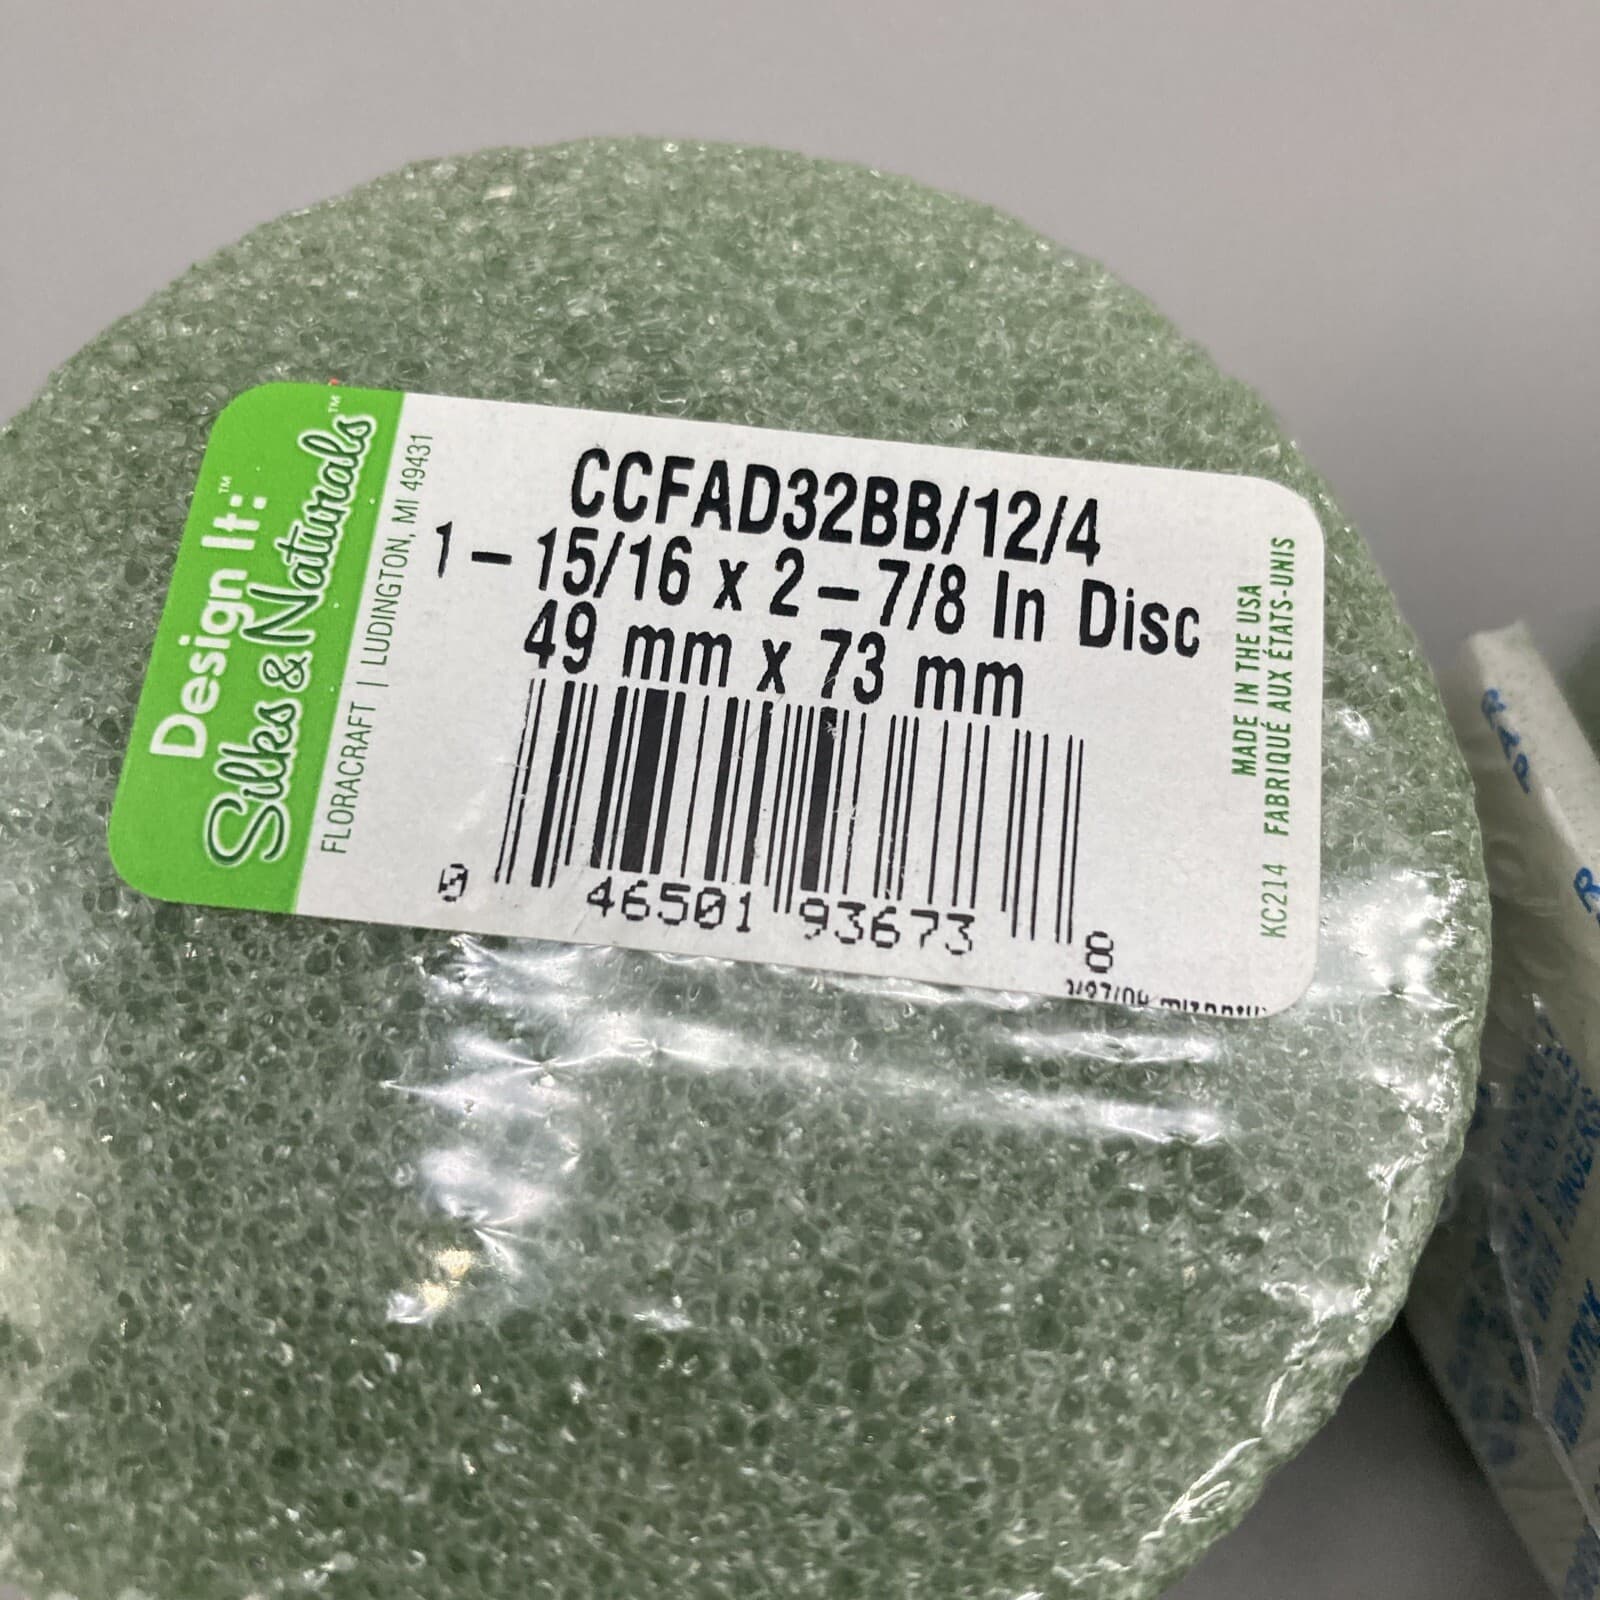 Design It:™
Silks & Naturals™
FLORACRAFT | LUDINGTON, MI 49431
CCFAD32BB/12/4
1 – 15/16 x 2 – 7/8 In Disc
49 mm x 73 mm
0 46501 93673 8
MADE IN THE USA
KC214 FABRIQUÉ AUX ÉTATS-UNIS
STICK